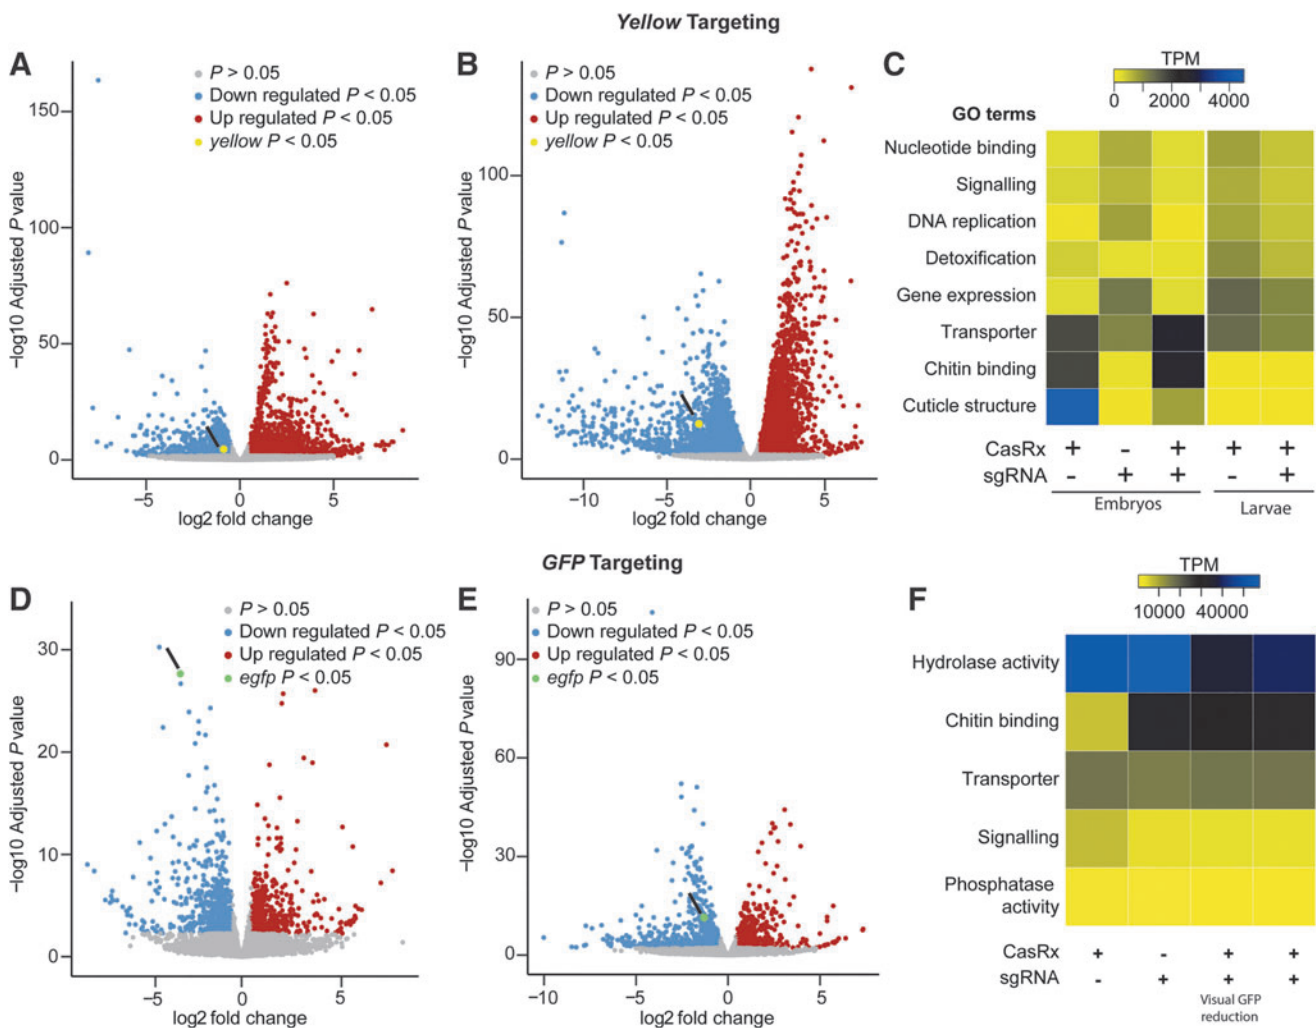 Yellow Targeting
A
−log10 Adjusted P value
150
100
50
0
−5
0
5
log2 fold change
P > 0.05
Down regulated P < 0.05
Up regulated P < 0.05
yellow P < 0.05
B
−log10 Adjusted P value
100
50
0
−10
−5
0
5
log2 fold change
P > 0.05
Down regulated P < 0.05
Up regulated P < 0.05
yellow P < 0.05
C
TPM
0 2000 4000
GO terms
Nucleotide binding
Signalling
DNA replication
Detoxification
Gene expression
Transporter
Chitin binding
Cuticle structure
CasRx + - + + +
sgRNA - + + - +
Embryos Larvae
GFP Targeting
D
−log10 Adjusted P value
30
20
10
0
−5
0
5
log2 fold change
P > 0.05
Down regulated P < 0.05
Up regulated P < 0.05
egfp P < 0.05
E
−log10 Adjusted P value
90
60
30
0
−10
−5
0
5
log2 fold change
P > 0.05
Down regulated P < 0.05
Up regulated P < 0.05
egfp P < 0.05
F
TPM
10000 40000
Hydrolase activity
Chitin binding
Transporter
Signalling
Phosphatase
activity
CasRx + - + +
sgRNA - + + +
Visual GFP
reduction